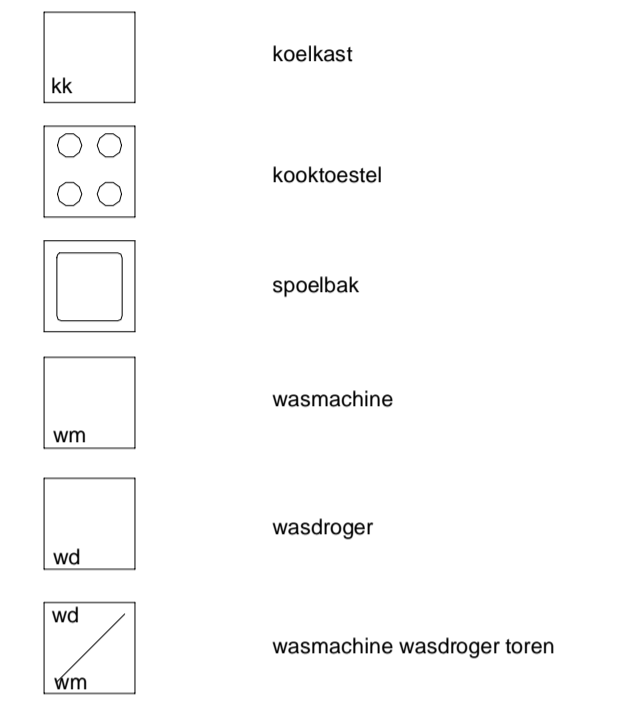 koelkast
kk
kooktoestel
spoelbak
wasmachine
wm
wasdroger
wd
wd
wasmachine wasdroger toren
wm